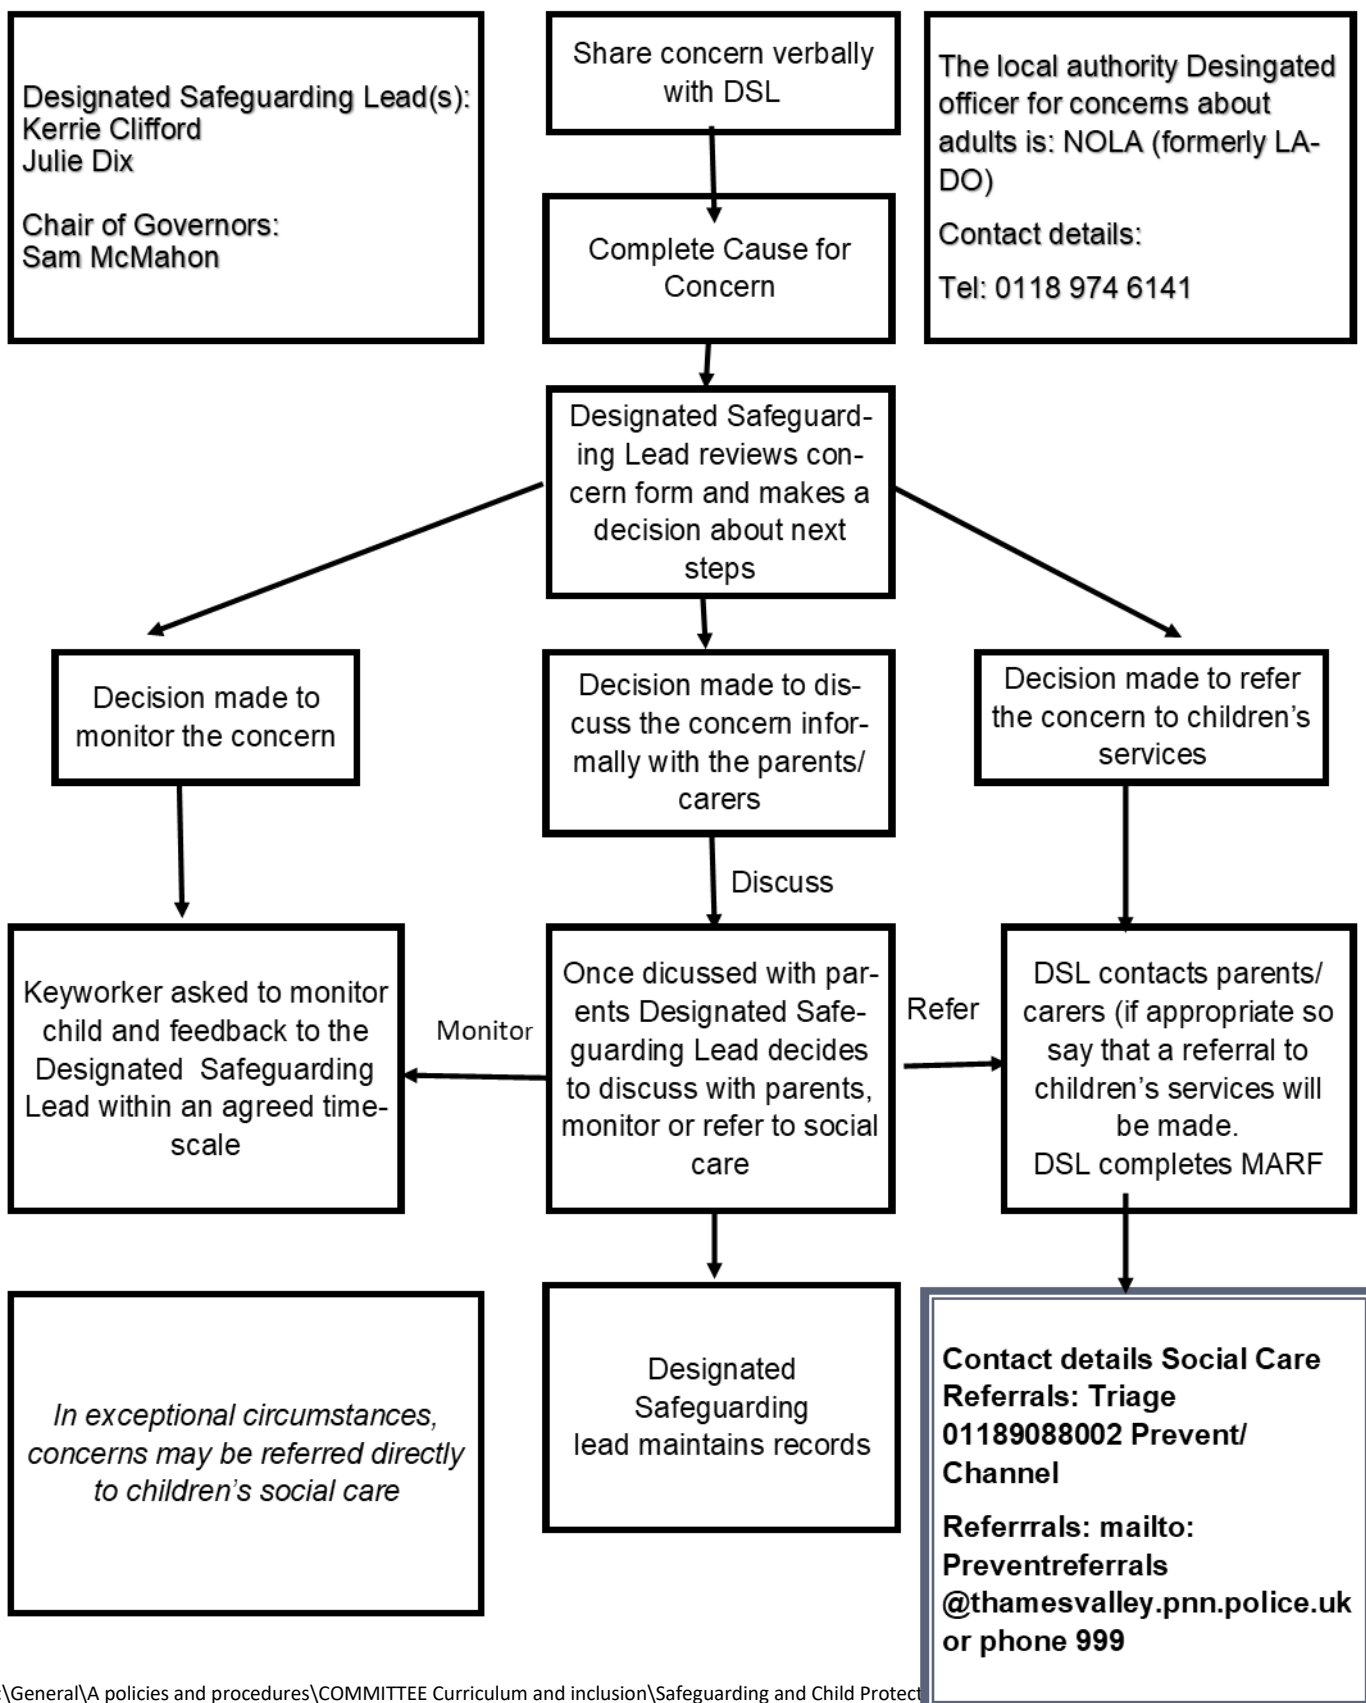 Designated Safeguarding Lead(s):
Kerrie Clifford
Julie Dix
Chair of Governors:
Sam McMahon
Share concern verbally
with DSL
The local authority Desingated
officer for concerns about
adults is: NOLA (formerly LA-
DO)
Contact details:
Tel: 0118 974 6141
Complete Cause for
Concern
Designated Safeguard-
ing Lead reviews con-
cern form and makes a
decision about next
steps
Decision made to
monitor the concern
Decision made to dis-
cuss the concern infor-
mally with the parents/
carers
Decision made to refer
the concern to children's
services
Discuss
Keyworker asked to monitor
child and feedback to the
Designated  Safeguarding
Lead within an agreed time-
scale
Monitor
Once dicussed with par-
ents Designated Safe-
guarding Lead decides
to discuss with parents,
monitor or refer to social
care
Refer
DSL contacts parents/
carers (if appropriate so
say that a referral to
children's services will
be made.
DSL completes MARF
In exceptional circumstances,
concerns may be referred directly
to children's social care
Designated
Safeguarding
lead maintains records
Contact details Social Care
Referrals: Triage
01189088002 Prevent/
Channel
Referrrals: mailto:
Preventreferrals
@thamesvalley.pnn.police.uk
or phone 999
:\General\A policies and procedures\COMMITTEE Curriculum and inclusion\Safeguarding and Child Protect